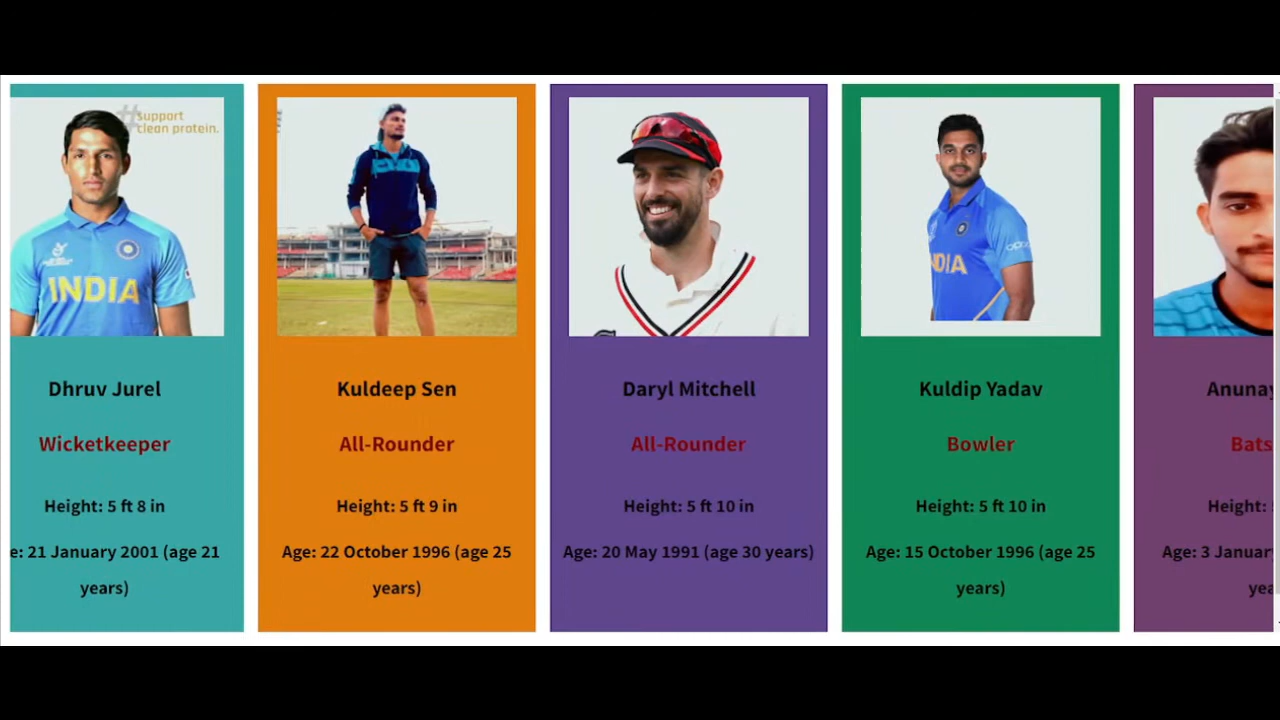 #support
clean protein.
INDIA
NDIA
Dhruv Jurel
Wicketkeeper
Height: 5 ft 8 in
e: 21 January 2001 (age 21
years)
Kuldeep Sen
All-Rounder
Height: 5 ft 9 in
Age: 22 October 1996 (age 25
years)
Daryl Mitchell
All-Rounder
Height: 5 ft 10 in
Age: 20 May 1991 (age 30 years)
Kuldip Yadav
Bowler
Height: 5 ft 10 in
Age: 15 October 1996 (age 25
years)
Anunay
Bats
Height:
Age: 3 Januar
yea